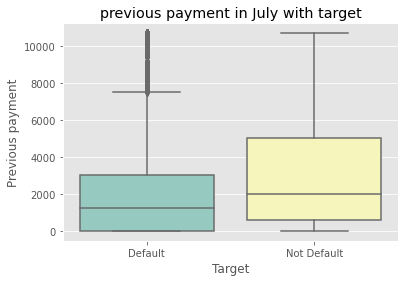 previous payment in July with target
10000
8000
6000
4000
2000
0
Previous payment
Default
Not Default
Target